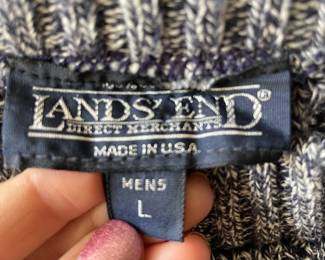 LANDS' END®
DIRECT MERCHANTS
MADE IN U.S.A.
MENS
L